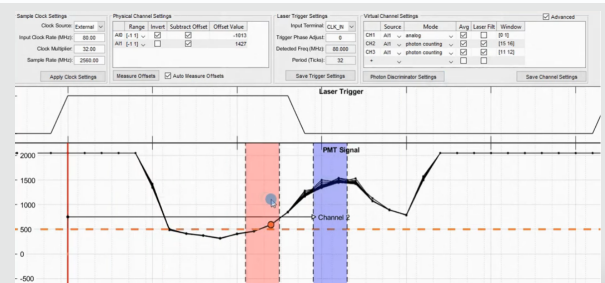 Sample Clock Settings
Clock Source: External
Input Clock Rate (MHz): 80.00
Clock Multiplier 32.00
Sample Rate (MHz): 2560.00
Apply Clock Settings
Physical Channel Settings
Range Invert Subtract Offset Offset Value
AI0 [-1 1] -1013
AI1 [-1 1] 1427
Measure Offsets Auto Measure Offsets
Laser Trigger Settings
Input Terminal CLK_IN
Trigger Phase Adjust: 0
Detected Freq (MHz): 80.000
Period (Ticks): 32
Save Trigger Settings
Virtual Channel Settings
Advanced
Source Mode Avg Laser Filt Window
CH1 AI1 analog [0 1]
CH2 AI1 photon counting [15 16]
CH3 AI1 photon counting [11 12]
*
Photon Discriminator Settings
Save Channel Settings
Laser Trigger
PMT Signal
2000
1500
1000
Channel 2
500
0
-500